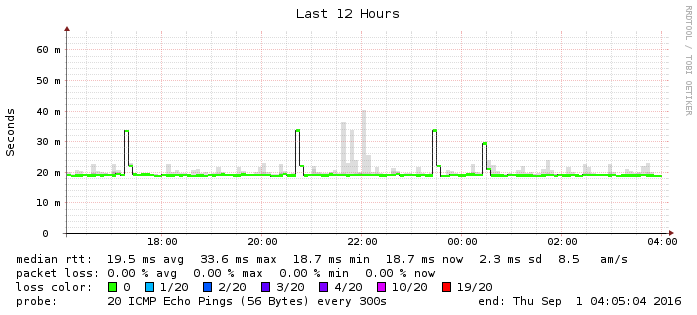 Last 12 Hours
RRDTOOL / TOBI OETIKER
Seconds
60 m
50 m
40 m
30 m
20 m
10 m
0
18:00 20:00 22:00 00:00 02:00 04:00
median rtt: 19.5 ms avg 33.6 ms max 18.7 ms min 18.7 ms now 2.3 ms sd 8.5 am/s
packet loss: 0.00 % avg 0.00 % max 0.00 % min 0.00 % now
loss color: 0 1/20 2/20 3/20 4/20 10/20 19/20
probe: 20 ICMP Echo Pings (56 Bytes) every 300s end: Thu Sep 1 04:05:04 2016